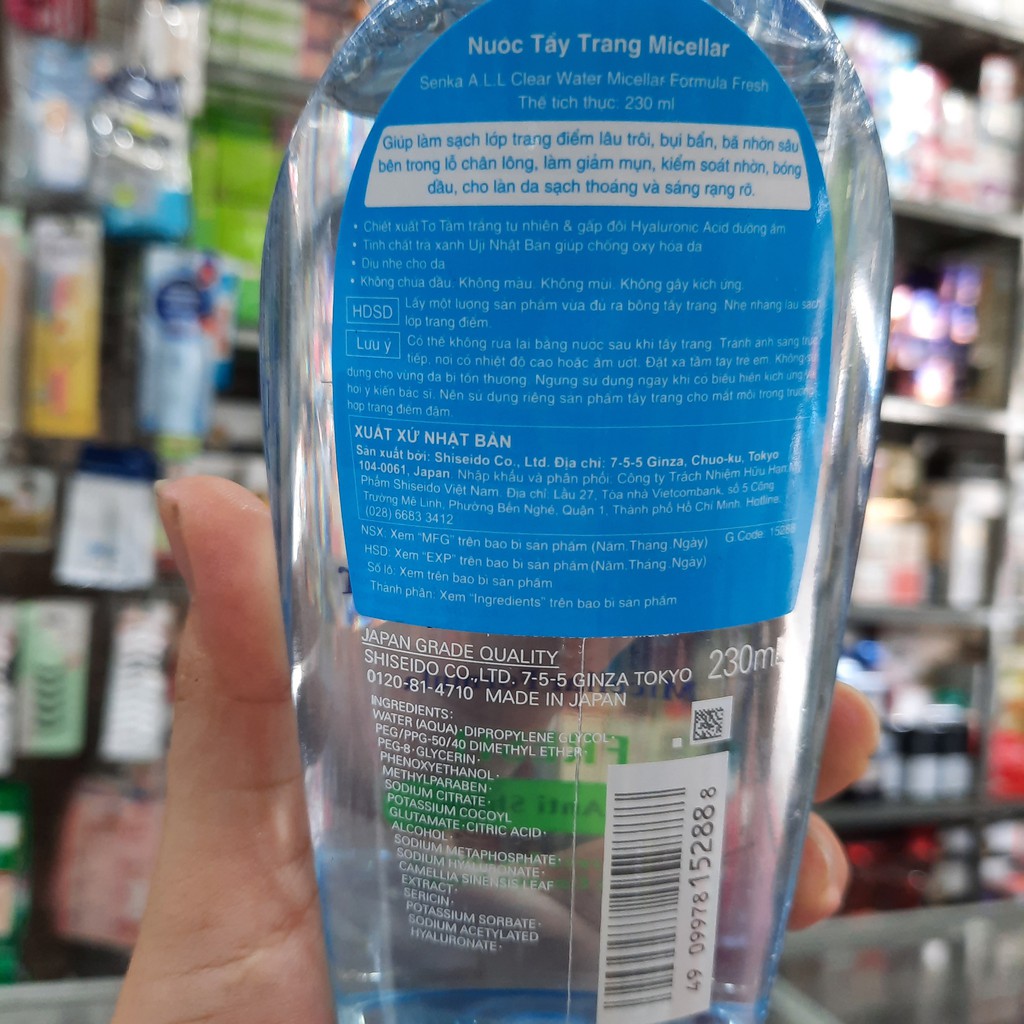 Nước Tẩy Trang Micellar
Senka A.L.L Clear Water Micellar Formula Fresh
Thể tích thực: 230 ml
Giúp làm sạch lớp trang điểm lâu trôi, bụi bẩn, bã nhờn sâu
bên trong lỗ chân lông, làm giảm mụn, kiểm soát nhờn, bóng
dầu, cho làn da sạch thoáng và sáng rạng rỡ.
• Chiết xuất Tơ Tằm trắng tự nhiên & gấp đôi Hyaluronic Acid dưỡng ẩm
• Tinh chất trà xanh Uji Nhật Bản giúp chống oxy hóa da
• Dịu nhẹ cho da
• Không chứa dầu. Không màu. Không mùi. Không gây kích ứng.
HDSD Lấy một lượng sản phẩm vừa đủ ra bông tẩy trang. Nhẹ nhàng lau sạch
lớp trang điểm.
Lưu ý Có thể không rửa lại bằng nước sau khi tẩy trang. Tránh ánh sáng trực
tiếp, nơi có nhiệt độ cao hoặc ẩm ướt. Đặt xa tầm tay trẻ em. Không sử
dụng cho vùng da bị tổn thương. Ngưng sử dụng ngay khi có biểu hiện kích ứng và
hỏi ý kiến bác sĩ. Nên sử dụng riêng sản phẩm tẩy trang cho mắt môi trong trường
hợp trang điểm đậm.
XUẤT XỨ NHẬT BẢN
Sản xuất bởi: Shiseido Co., Ltd. Địa chỉ: 7-5-5 Ginza, Chuo-ku, Tokyo
104-0061, Japan Nhập khẩu và phân phối: Công ty Trách Nhiệm Hữu Hạn Mỹ
Phẩm Shiseido Việt Nam. Địa chỉ: Lầu 27, Tòa nhà Vietcombank, số 5 Công
Trường Mê Linh, Phường Bến Nghé, Quận 1, Thành phố Hồ Chí Minh. Hotline:
(028) 6683 3412
NSX: Xem "MFG" trên bao bì sản phẩm (Năm.Tháng.Ngày) G Code: 15288
HSD: Xem "EXP" trên bao bì sản phẩm (Năm.Tháng.Ngày)
Số lô: Xem trên bao bì sản phẩm
Thành phần: Xem "Ingredients" trên bao bì sản phẩm
JAPAN GRADE QUALITY
SHISEIDO CO.,LTD. 7-5-5 GINZA TOKYO 230ml
0120-81-4710 MADE IN JAPAN
INGREDIENTS:
WATER (AQUA)·DIPROPYLENE GLYCOL·
PEG/PPG-50/40 DIMETHYL ETHER·
PEG-8·GLYCERIN·
PHENOXYETHANOL·
METHYLPARABEN·
SODIUM CITRATE·
POTASSIUM COCOYL
GLUTAMATE·CITRIC ACID·
ALCOHOL·
SODIUM METAPHOSPHATE·
SODIUM HYALURONATE·
CAMELLIA SINENSIS LEAF
EXTRACT·
SERICIN·
POTASSIUM SORBATE·
SODIUM ACETYLATED
HYALURONATE·
49 09978 152888